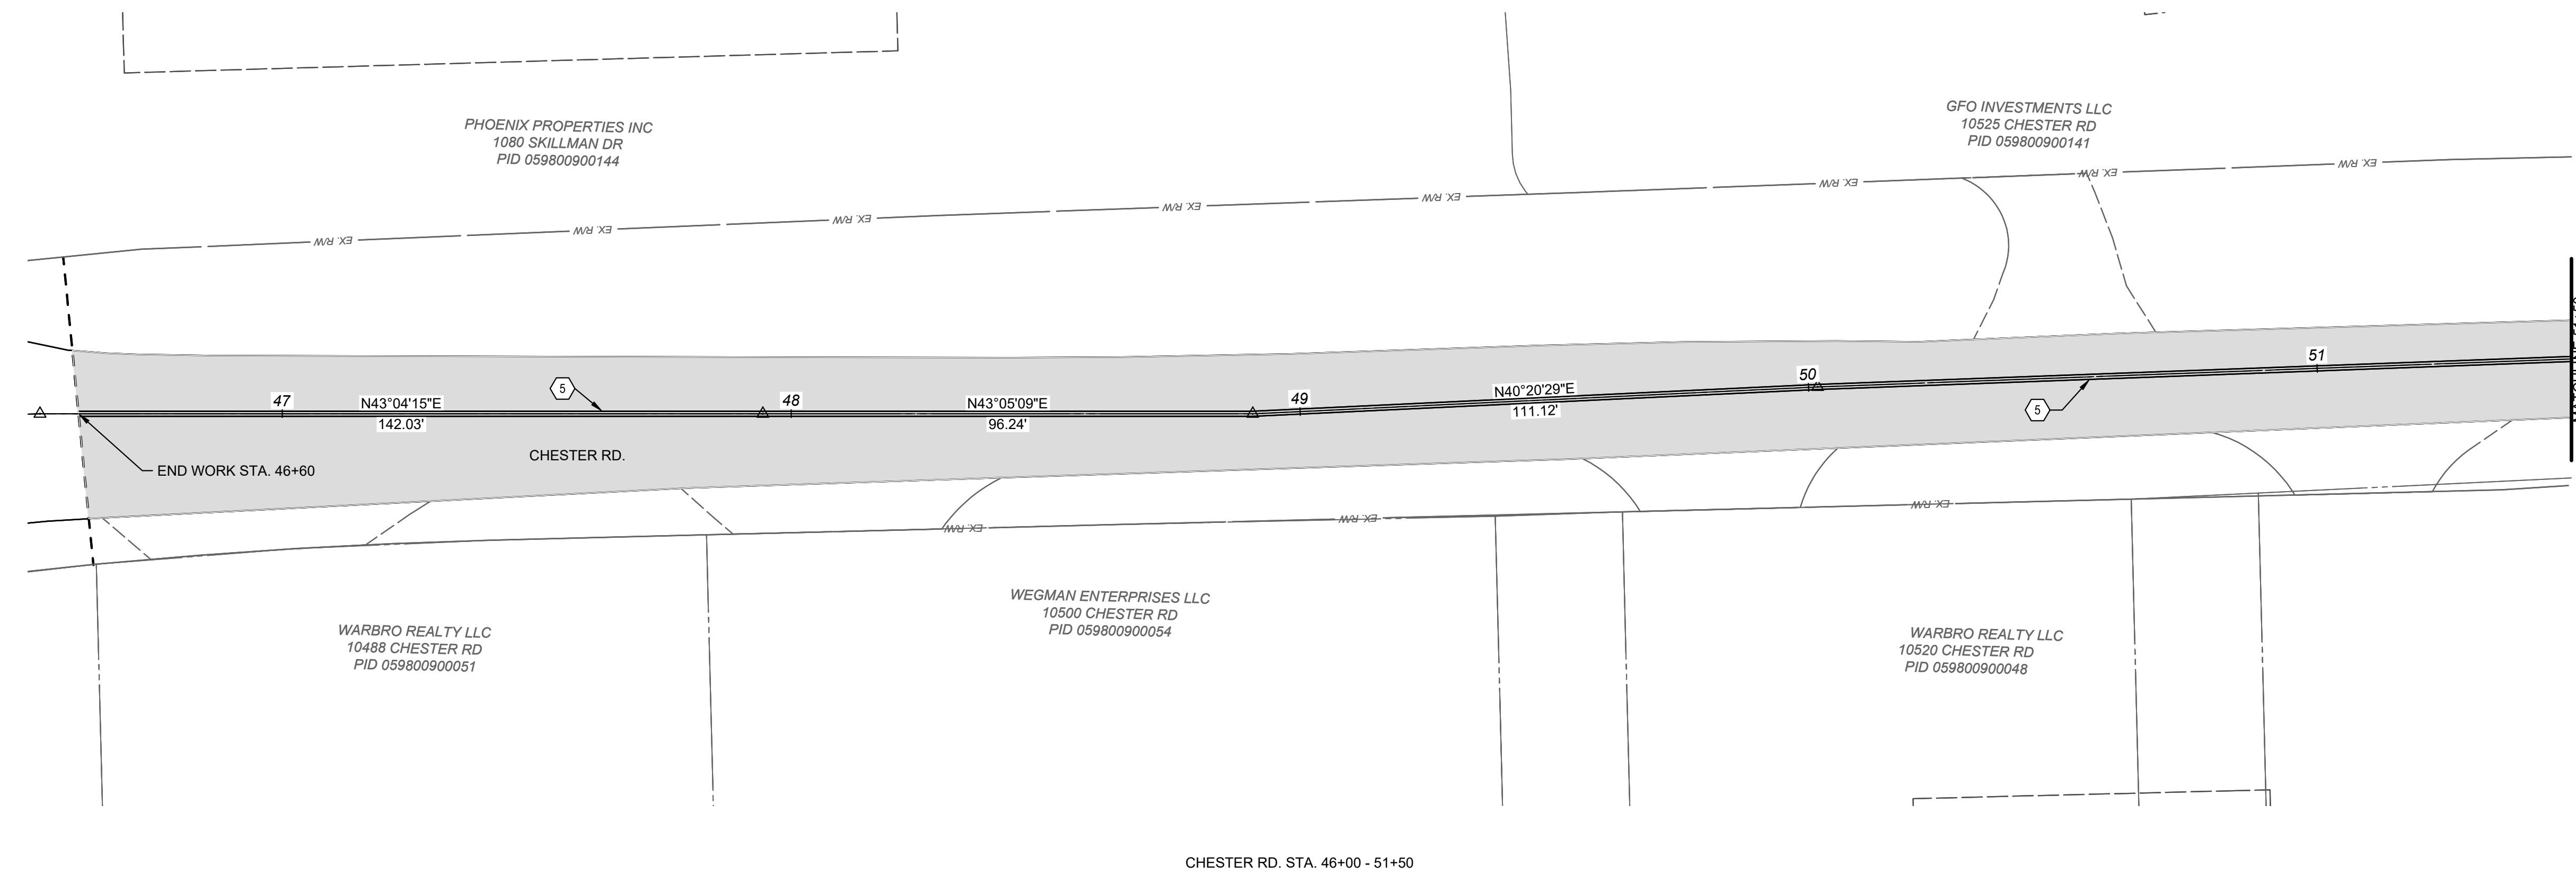 PHOENIX PROPERTIES INC
1080 SKILLMAN DR
PID 059800900144
GFO INVESTMENTS LLC
10525 CHESTER RD
PID 059800900141
EX. R/W
EX. R/W
EX. R/W
EX. R/W
EX. R/W
EX. R/W
EX. R/W
EX. R/W
47
N43°04'15"E
142.03'
5
48
N43°05'09"E
96.24'
49
N40°20'29"E
111.12'
50
5
51
CHESTER RD.
END WORK STA. 46+60
EX. R/W
EX. R/W
EX. R/W
WARBRO REALTY LLC
10488 CHESTER RD
PID 059800900051
WEGMAN ENTERPRISES LLC
10500 CHESTER RD
PID 059800900054
WARBRO REALTY LLC
10520 CHESTER RD
PID 059800900048
CHESTER RD. STA. 46+00 - 51+50